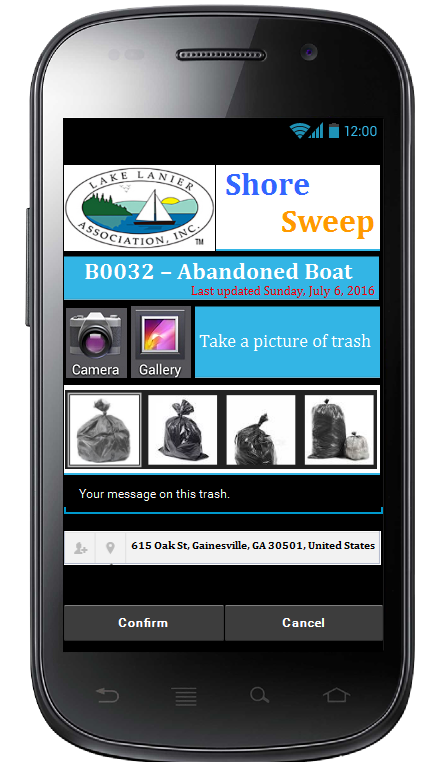 12:00
LAKE LANIER
ASSOCIATION, INC.
TM
Shore
Sweep
B0032 – Abandoned Boat
Last updated Sunday, July 6, 2016
Camera
Gallery
Take a picture of trash
Your message on this trash.
615 Oak St, Gainesville, GA 30501, United States
Confirm
Cancel